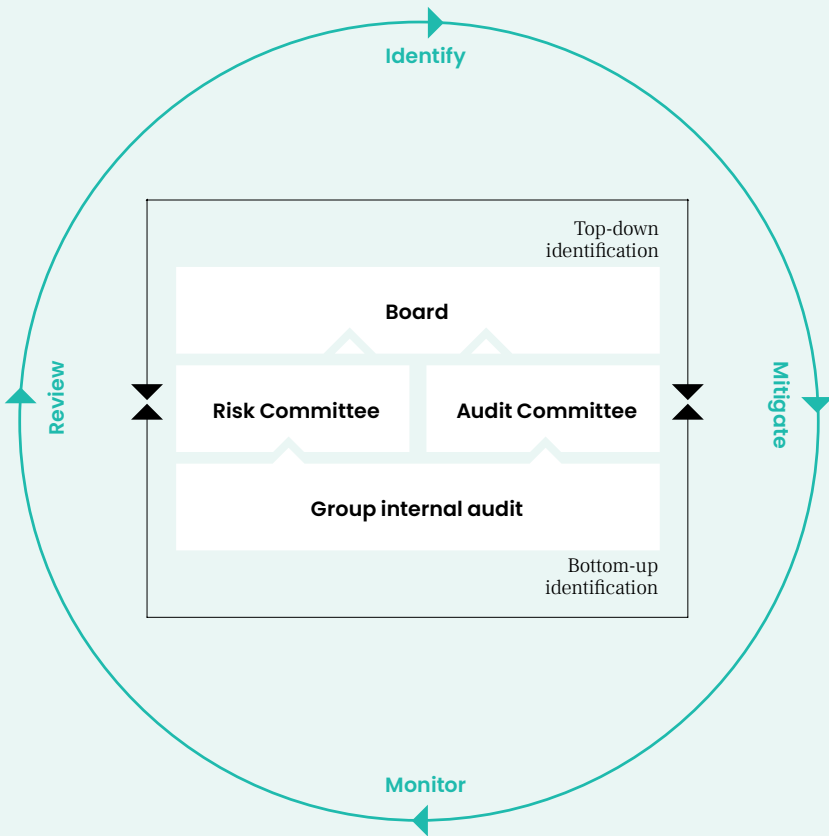 Identify
Top-down
identification
Board
Review
Mitigate
Risk Committee
Audit Committee
Group internal audit
Bottom-up
identification
Monitor